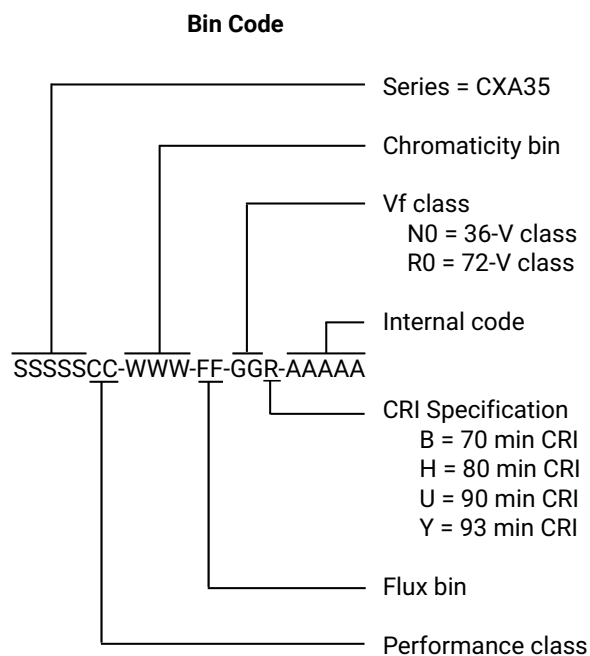 Bin Code
Series = CXA35
Chromaticity bin
Vf class
N0 = 36-V class
R0 = 72-V class
Internal code
SSSSSCC-WWW-FF-GGR-AAAAA
CRI Specification
B = 70 min CRI
H = 80 min CRI
U = 90 min CRI
Y = 93 min CRI
Flux bin
Performance class